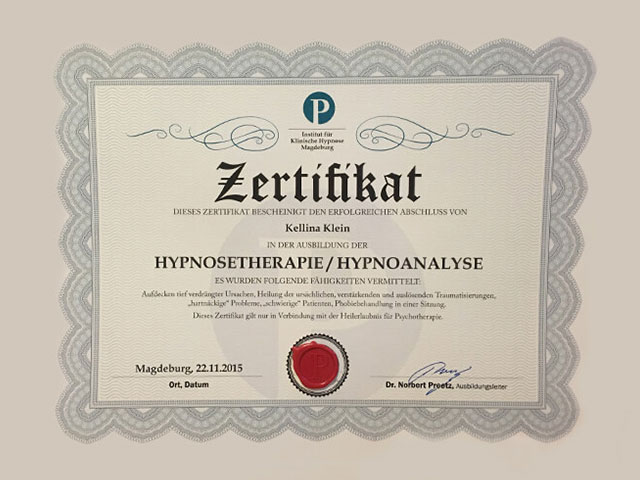 P
Institut für
Klinische Hypnose
Magdeburg
Zertifikat
DIESES ZERTIFIKAT BESCHEINIGT DEN ERFOLGREICHEN ABSCHLUSS VON
Kellina Klein
IN DER AUSBILDUNG DER
HYPNOSETHERAPIE / HYPNOANALYSE
ES WURDEN FOLGENDE FÄHIGKEITEN VERMITTELT:
Aufdecken tief verdrängter Ursachen, Heilung der ursächlichen, verstärkenden und auslösenden Traumatisierungen,
„hartnäckige“ Probleme, „schwierige“ Patienten, Phobiebehandlung in einer Sitzung.
Dieses Zertifikat gilt nur in Verbindung mit der Heilerlaubnis für Psychotherapie.
P
Magdeburg, 22.11.2015
Ort, Datum
Dr. Norbert Preetz, Ausbildungsleiter